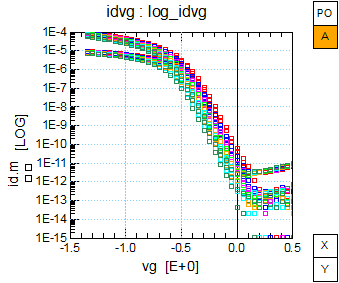 idvg : log_idvg
PO
A
1E-4
1E-5
1E-6
1E-7
1E-8
1E-9
1E-10
1E-11
1E-12
1E-13
1E-14
1E-15
id.m [LOG]
-1.5 -1.0 -0.5 0.0 0.5
vg [E+0]
X
Y